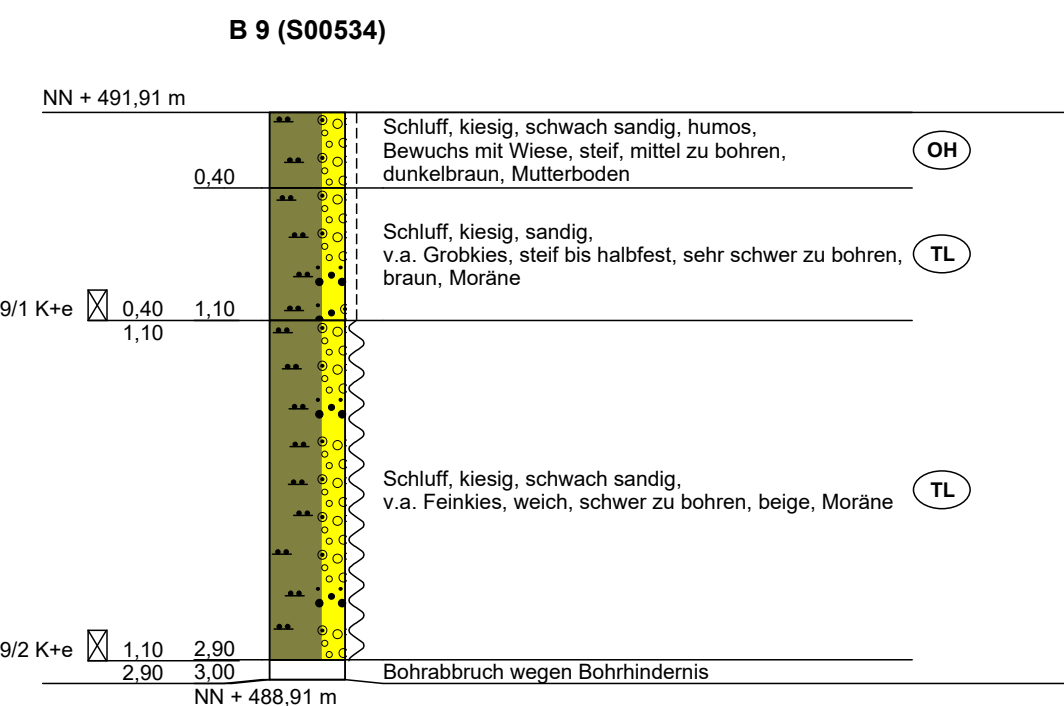 B 9 (S00534)
NN + 491,91 m
Schluff, kiesig, schwach sandig, humos,
Bewuchs mit Wiese, steif, mittel zu bohren,
dunkelbraun, Mutterboden
OH
0,40
Schluff, kiesig, sandig,
v.a. Grobkies, steif bis halbfest, sehr schwer zu bohren,
braun, Moräne
TL
9/1 K+e 0,40 1,10
1,10
Schluff, kiesig, schwach sandig,
v.a. Feinkies, weich, schwer zu bohren, beige, Moräne
TL
9/2 K+e 1,10 2,90
2,90 3,00 Bohrabbruch wegen Bohrhindernis
NN + 488,91 m